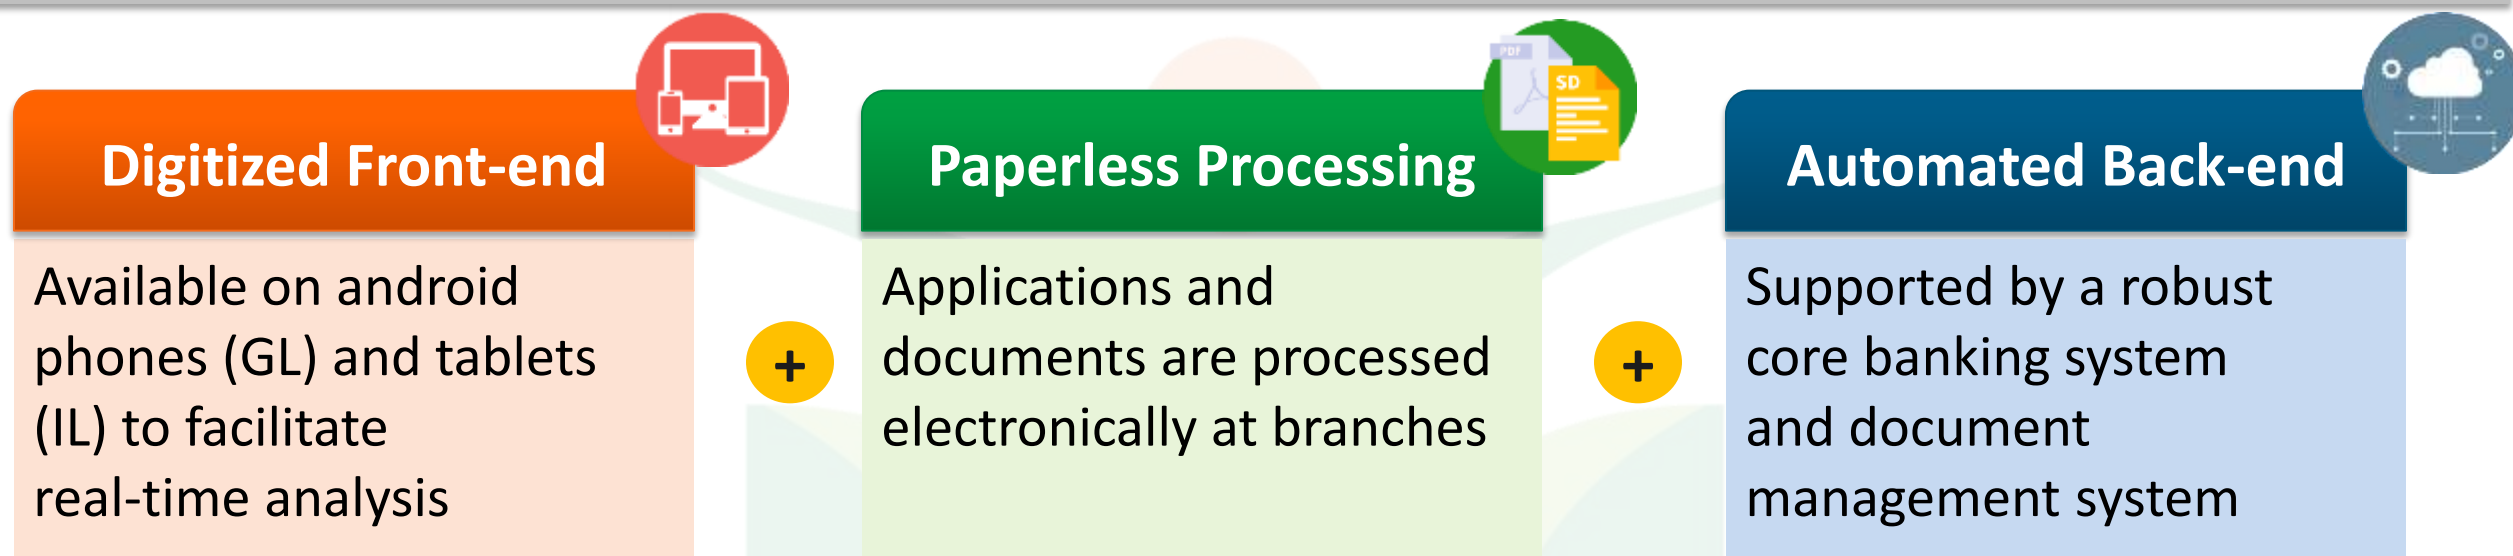 PDF
SD
Digitized Front-end
Available on android
phones (GL) and tablets
(IL) to facilitate
real-time analysis
+
Paperless Processing
Applications and
documents are processed
electronically at branches
+
Automated Back-end
Supported by a robust
core banking system
and document
management system